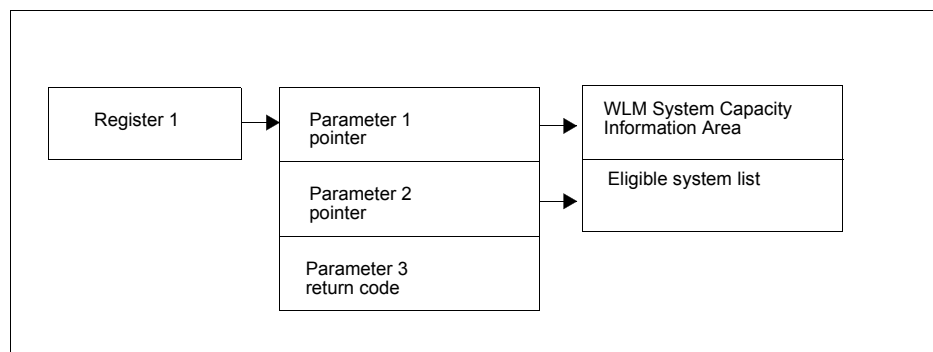 Register 1
Parameter 1
pointer
WLM System Capacity
Information Area
Parameter 2
pointer
Eligible system list
Parameter 3
return code